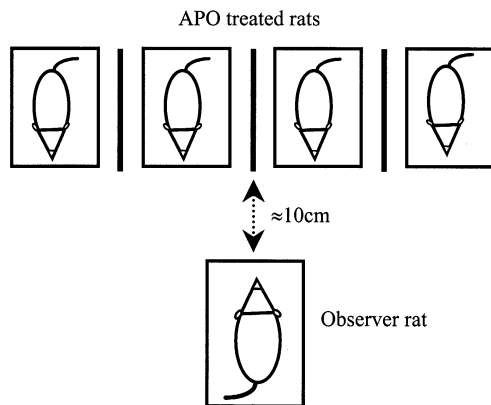 APO treated rats
≈10cm
Observer rat